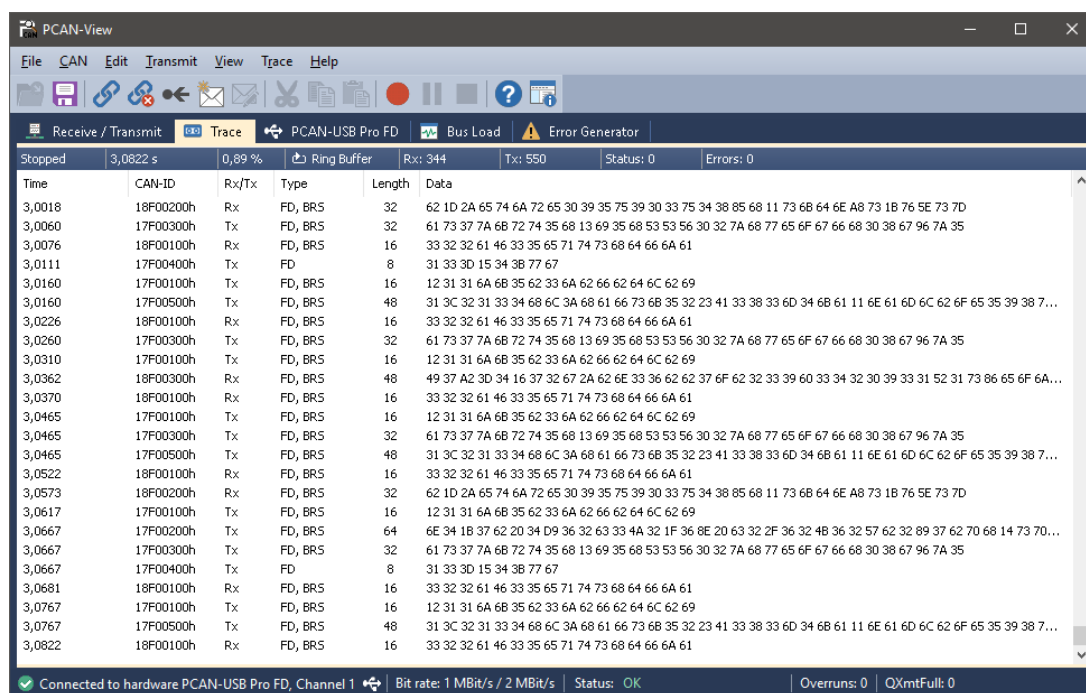 PCAN-View
File CAN Edit Transmit View Trace Help
Receive / Transmit Trace PCAN-USB Pro FD Bus Load Error Generator
Stopped 3,0822 s 0,89 % Ring Buffer Rx: 344 Tx: 550 Status: 0 Errors: 0
Time CAN-ID Rx/Tx Type Length Data
3,0018 18F00200h Rx FD, BRS 32 62 1D 2A 65 74 6A 72 65 30 39 35 75 39 30 33 75 34 38 85 68 11 73 6B 64 6E A8 73 1B 76 5E 73 7D
3,0060 17F00300h Tx FD, BRS 32 61 73 37 7A 6B 72 74 35 68 13 69 35 68 53 53 56 30 32 7A 68 77 65 6F 67 66 68 30 38 67 96 7A 35
3,0076 18F00100h Rx FD, BRS 16 33 32 32 61 46 33 35 65 71 74 73 68 64 66 6A 61
3,0111 17F00400h Tx FD 8 31 33 3D 15 34 3B 77 67
3,0160 17F00100h Tx FD, BRS 16 12 31 31 6A 6B 35 62 33 6A 62 66 62 64 6C 62 69
3,0160 17F00500h Tx FD, BRS 48 31 3C 32 31 33 34 68 6C 3A 68 61 66 73 6B 35 32 23 41 33 38 33 6D 34 6B 61 11 6E 61 6D 6C 62 6F 65 35 39 38 7...
3,0226 18F00100h Rx FD, BRS 16 33 32 32 61 46 33 35 65 71 74 73 68 64 66 6A 61
3,0260 17F00300h Tx FD, BRS 32 61 73 37 7A 6B 72 74 35 68 13 69 35 68 53 53 56 30 32 7A 68 77 65 6F 67 66 68 30 38 67 96 7A 35
3,0310 17F00100h Tx FD, BRS 16 12 31 31 6A 6B 35 62 33 6A 62 66 62 64 6C 62 69
3,0362 18F00300h Rx FD, BRS 48 49 37 A2 3D 34 16 37 32 67 2A 62 6E 33 36 62 62 37 6F 62 32 33 39 60 33 34 32 30 39 33 31 52 31 73 86 65 6F 6A...
3,0370 18F00100h Rx FD, BRS 16 33 32 32 61 46 33 35 65 71 74 73 68 64 66 6A 61
3,0465 17F00100h Tx FD, BRS 16 12 31 31 6A 6B 35 62 33 6A 62 66 62 64 6C 62 69
3,0465 17F00300h Tx FD, BRS 32 61 73 37 7A 6B 72 74 35 68 13 69 35 68 53 53 56 30 32 7A 68 77 65 6F 67 66 68 30 38 67 96 7A 35
3,0465 17F00500h Tx FD, BRS 48 31 3C 32 31 33 34 68 6C 3A 68 61 66 73 6B 35 32 23 41 33 38 33 6D 34 6B 61 11 6E 61 6D 6C 62 6F 65 35 39 38 7...
3,0522 18F00100h Rx FD, BRS 16 33 32 32 61 46 33 35 65 71 74 73 68 64 66 6A 61
3,0573 18F00200h Rx FD, BRS 32 62 1D 2A 65 74 6A 72 65 30 39 35 75 39 30 33 75 34 38 85 68 11 73 6B 64 6E A8 73 1B 76 5E 73 7D
3,0617 17F00100h Tx FD, BRS 16 12 31 31 6A 6B 35 62 33 6A 62 66 62 64 6C 62 69
3,0667 17F00200h Tx FD, BRS 64 6E 34 1B 37 62 20 34 D9 36 32 63 33 4A 32 1F 36 8E 20 63 32 2F 36 32 4B 36 32 57 62 32 89 37 62 70 68 14 73 70...
3,0667 17F00300h Tx FD, BRS 32 61 73 37 7A 6B 72 74 35 68 13 69 35 68 53 53 56 30 32 7A 68 77 65 6F 67 66 68 30 38 67 96 7A 35
3,0667 17F00400h Tx FD 8 31 33 3D 15 34 3B 77 67
3,0681 18F00100h Rx FD, BRS 16 33 32 32 61 46 33 35 65 71 74 73 68 64 66 6A 61
3,0767 17F00100h Tx FD, BRS 16 12 31 31 6A 6B 35 62 33 6A 62 66 62 64 6C 62 69
3,0767 17F00500h Tx FD, BRS 48 31 3C 32 31 33 34 68 6C 3A 68 61 66 73 6B 35 32 23 41 33 38 33 6D 34 6B 61 11 6E 61 6D 6C 62 6F 65 35 39 38 7...
3,0822 18F00100h Rx FD, BRS 16 33 32 32 61 46 33 35 65 71 74 73 68 64 66 6A 61
Connected to hardware PCAN-USB Pro FD, Channel 1 Bit rate: 1 MBit/s / 2 MBit/s Status: OK Overruns: 0 QXmtFull: 0